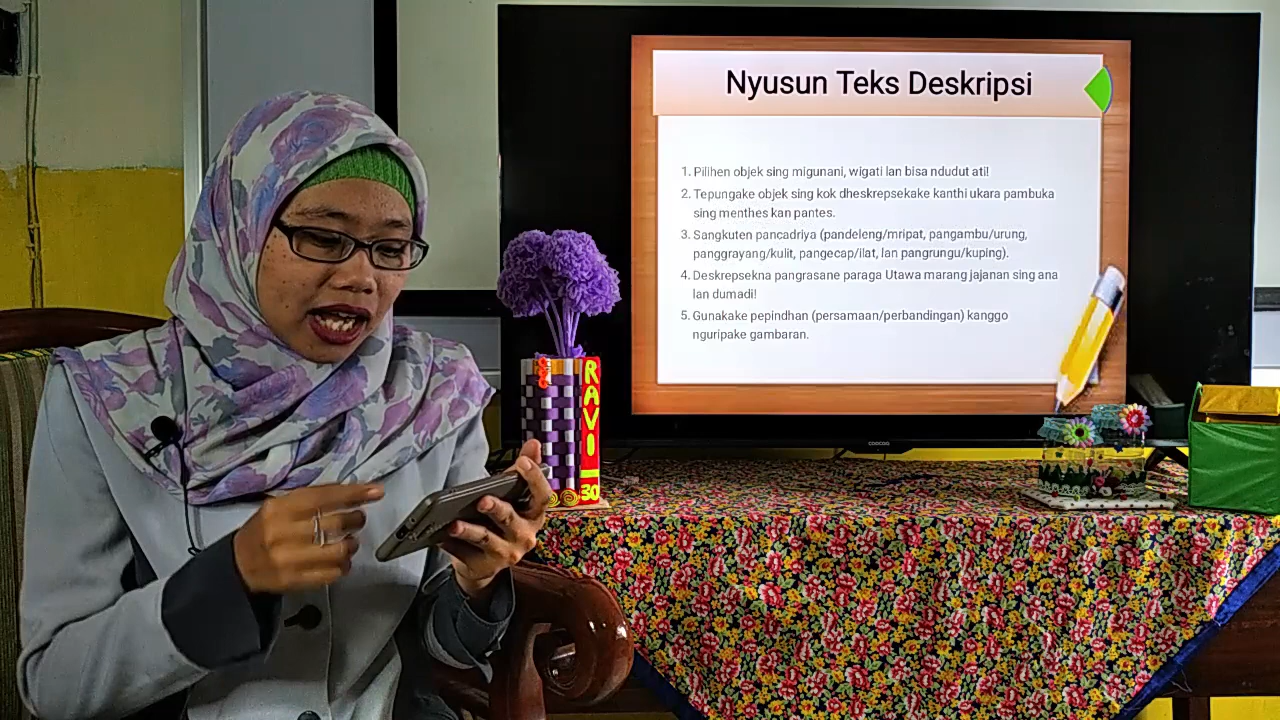 Nyusun Teks Deskripsi
1. Pilihen objek sing migunani, wigati lan bisa ndudut ati!
2. Tepungake objek sing kok dheskrepsekake kanthi ukara pambuka
sing menthes kan pantes.
3. Sangkuten pancadriya (pandeleng/mripat, pangambu/urung,
panggrayang/kulit, pangecap/ilat, lan pangrungu/kuping).
4. Deskrepsekna pangrasane paraga Utawa marang jajanan sing ana
lan dumadi!
5. Gunakake pepindhan (persamaan/perbandingan) kanggo
nguripake gambaran.
RAVI
30
coocaa